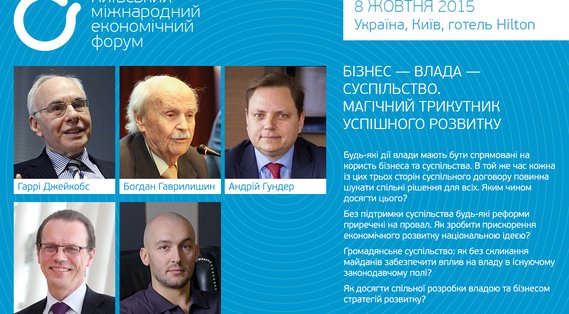 Київський
міжнародний
економічний
форум
8 ЖОВТНЯ 2015
Україна, Київ, готель Hilton
Гаррі Джейкобс
Богдан Гаврилишин
Андрій Гундер
БІЗНЕС — ВЛАДА —
СУСПІЛЬСТВО.
МАГІЧНИЙ ТРИКУТНИК
УСПІШНОГО РОЗВИТКУ
Будь-які дії влади мають бути спрямовані на
користь бізнеса та суспільства. В той же час кожна
із цих трьох сторін суспільного договору повинна
шукати спільні рішення для всіх. Яким чином
досягти цього?
Без підтримки суспільства будь-які реформи
приречені на провал. Як зробити прискорення
економічного розвитку національною ідеєю?
Громадянське суспільство: як без скликання
майданів забезпечити вплив на владу в існуючому
законодавчому полі?
Як досягти спільної розробки владою та бізнесом
стратегій розвитку?